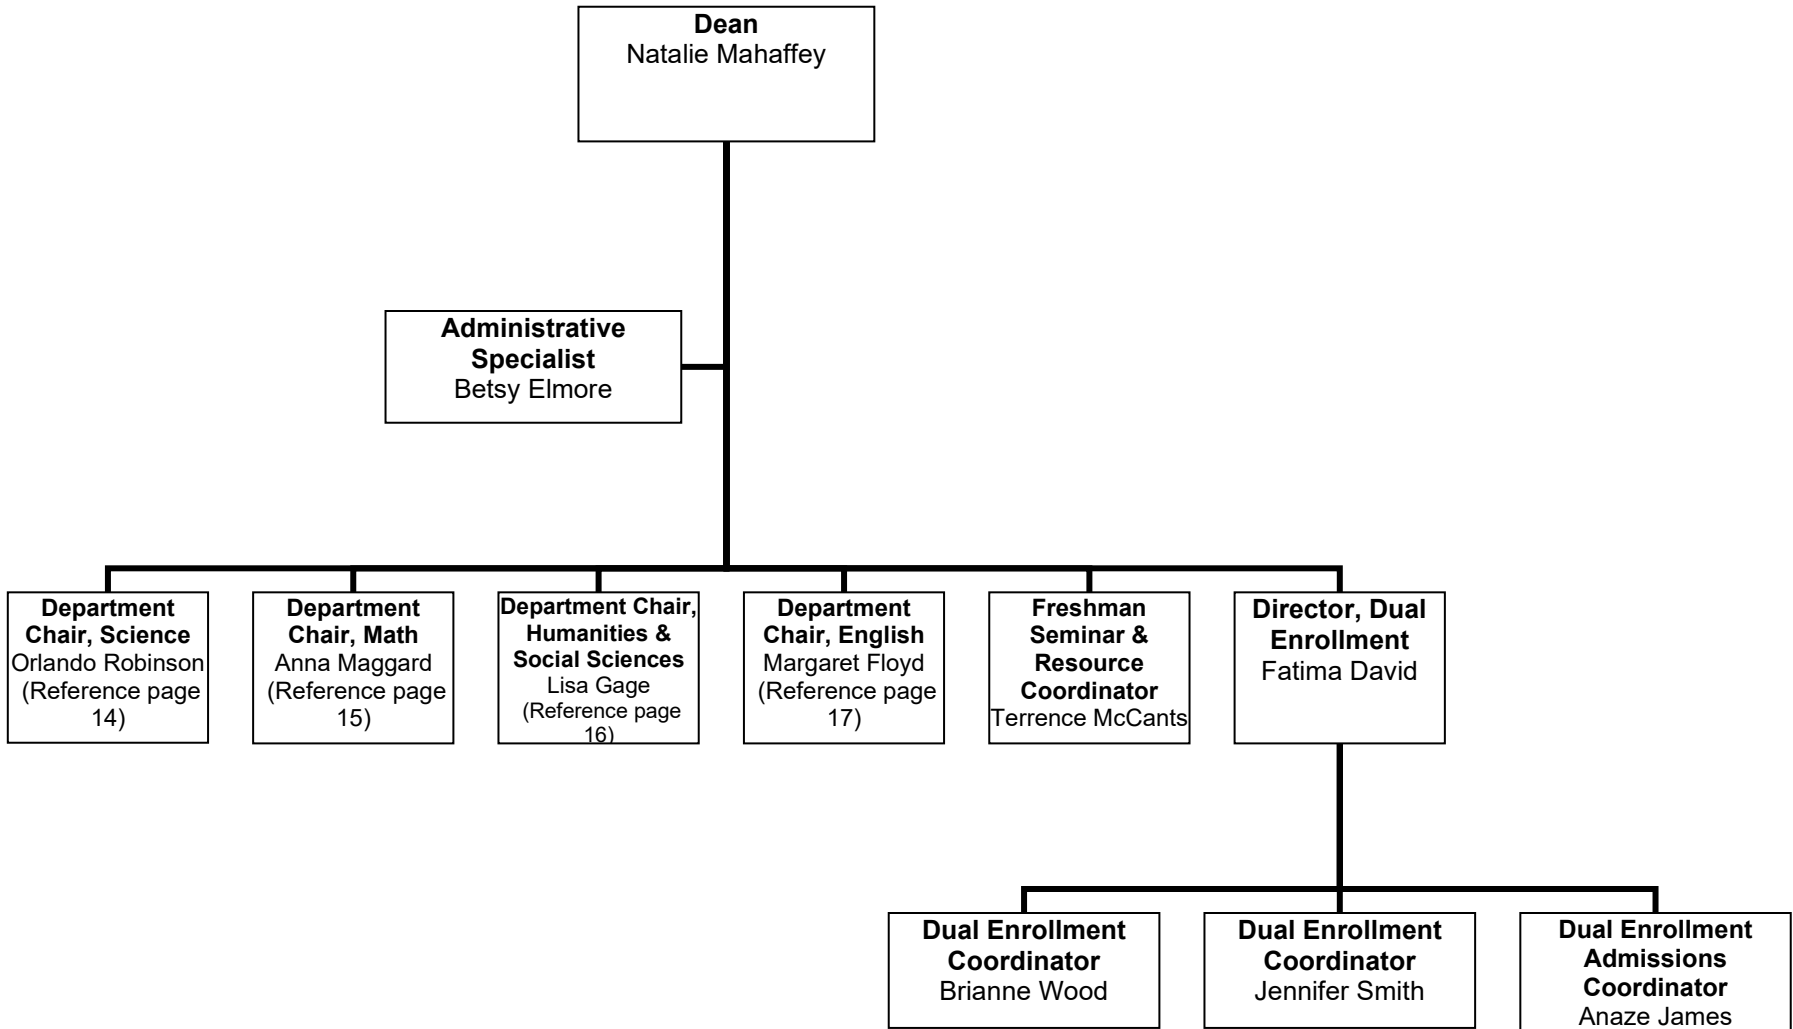 Dean
Natalie Mahaffey
Administrative
Specialist
Betsy Elmore
Department
Chair, Science
Orlando Robinson
(Reference page
14)
Department
Chair, Math
Anna Maggard
(Reference page
15)
Department Chair,
Humanities &
Social Sciences
Lisa Gage
(Reference page
16)
Department
Chair, English
Margaret Floyd
(Reference page
17)
Freshman
Seminar &
Resource
Coordinator
Terrence McCants
Director, Dual
Enrollment
Fatima David
Dual Enrollment
Coordinator
Brianne Wood
Dual Enrollment
Coordinator
Jennifer Smith
Dual Enrollment
Admissions
Coordinator
Anaze James